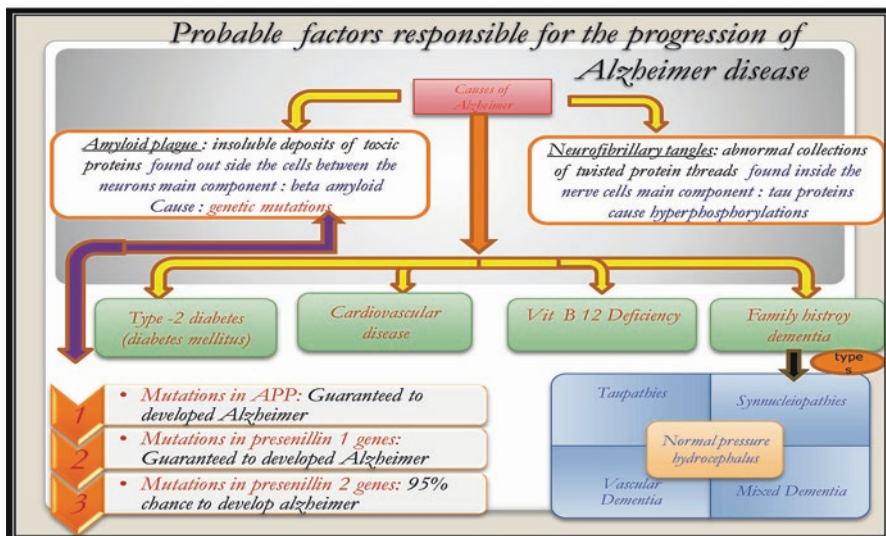 Probable factors responsible for the progression of
Alzheimer disease
Causes of
Alzheimer
Amyloid plague : insoluble deposits of toxic
proteins found out side the cells between the
neurons main component : beta amyloid
Cause : genetic mutations
Neurofibrillary tangles: abnormal collections
of twisted protein threads found inside the
nerve cells main component : tau proteins
cause hyperphosphorylations
Type -2 diabetes
(diabetes mellitus)
Cardiovascular
disease
Vit B 12 Deficiency
Family histroy
dementia
type
s
1
• Mutations in APP: Guaranteed to
developed Alzheimer
2
• Mutations in presenillin 1 genes:
Guaranteed to developed Alzheimer
3
• Mutations in presenillin 2 genes: 95%
chance to develop alzheimer
Taupathies
Synnucleiopathies
Normal pressure
hydrocephalus
Vascular
Dementia
Mixed Dementia